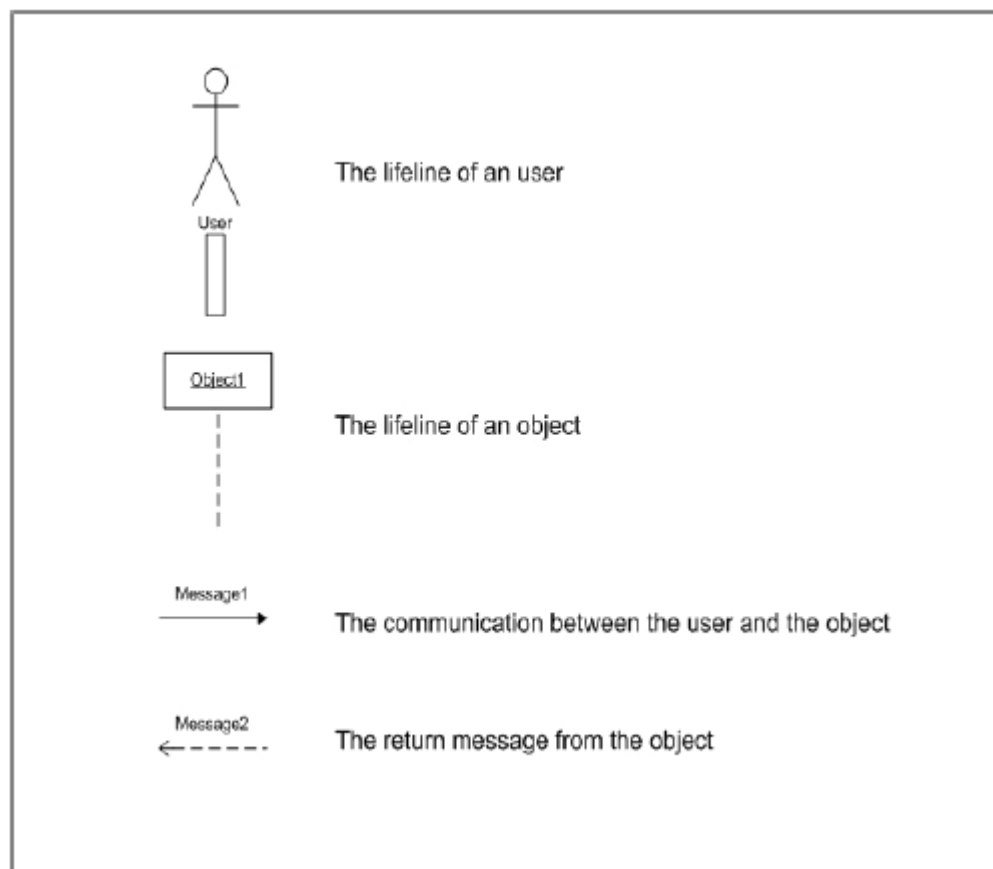 The lifeline of an user
User
Object1
The lifeline of an object
Message1
The communication between the user and the object
Message2
The return message from the object